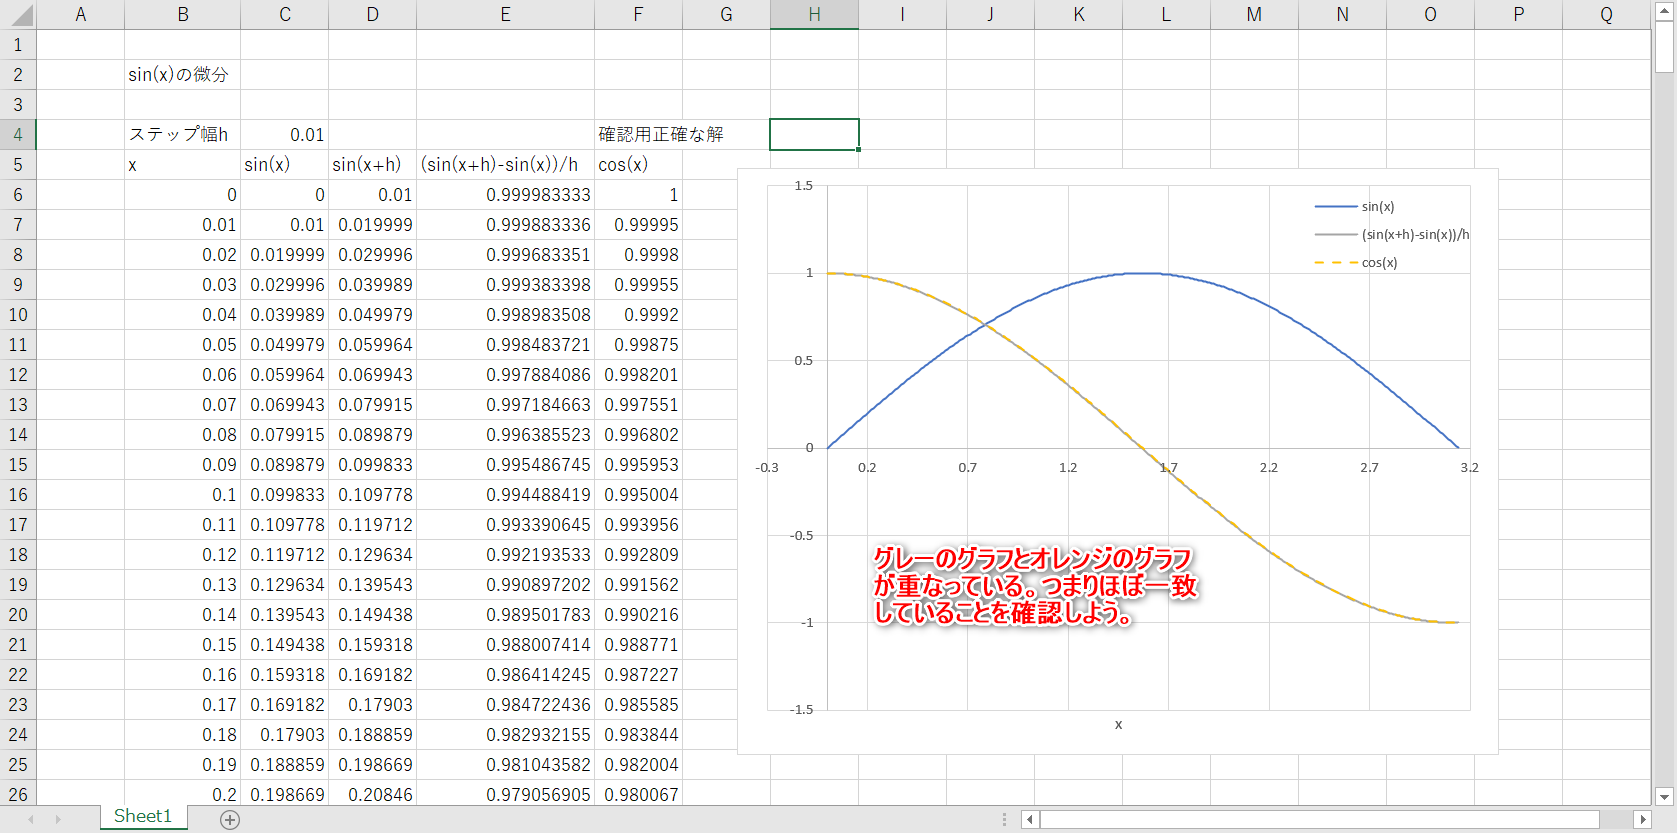 A B C D E F G H I J K L M N O P Q
1
2 sin(x)の微分
3
4 ステップ幅h 0.01 確認用正確な解
5 x sin(x) sin(x+h) (sin(x+h)-sin(x))/h cos(x)
6 0 0 0.01 0.999983333 1
7 0.01 0.01 0.019999 0.999883336 0.99995
8 0.02 0.019999 0.029996 0.999683351 0.9998
9 0.03 0.029996 0.039989 0.999383398 0.99955
10 0.04 0.039989 0.049979 0.998983508 0.9992
11 0.05 0.049979 0.059964 0.998483721 0.99875
12 0.06 0.059964 0.069943 0.997884086 0.998201
13 0.07 0.069943 0.079915 0.997184663 0.997551
14 0.08 0.079915 0.089879 0.996385523 0.996802
15 0.09 0.089879 0.099833 0.995486745 0.995953
16 0.1 0.099833 0.109778 0.994488419 0.995004
17 0.11 0.109778 0.119712 0.993390645 0.993956
18 0.12 0.119712 0.129634 0.992193533 0.992809
19 0.13 0.129634 0.139543 0.990897202 0.991562
20 0.14 0.139543 0.149438 0.989501783 0.990216
21 0.15 0.149438 0.159318 0.988007414 0.988771
22 0.16 0.159318 0.169182 0.986414245 0.987227
23 0.17 0.169182 0.17903 0.984722436 0.985585
24 0.18 0.17903 0.188859 0.982932155 0.983844
25 0.19 0.188859 0.198669 0.981043582 0.982004
26 0.2 0.198669 0.20846 0.979056905 0.980067
1.5
1
0.5
0
-0.5
-1
-1.5
-0.3 0.2 0.7 1.2 1.7 2.2 2.7 3.2
x
sin(x)
(sin(x+h)-sin(x))/h
cos(x)
グレーのグラフとオレンジのグラフ
が重なっている。つまりほぼ一致
していることを確認しよう。
Sheet1